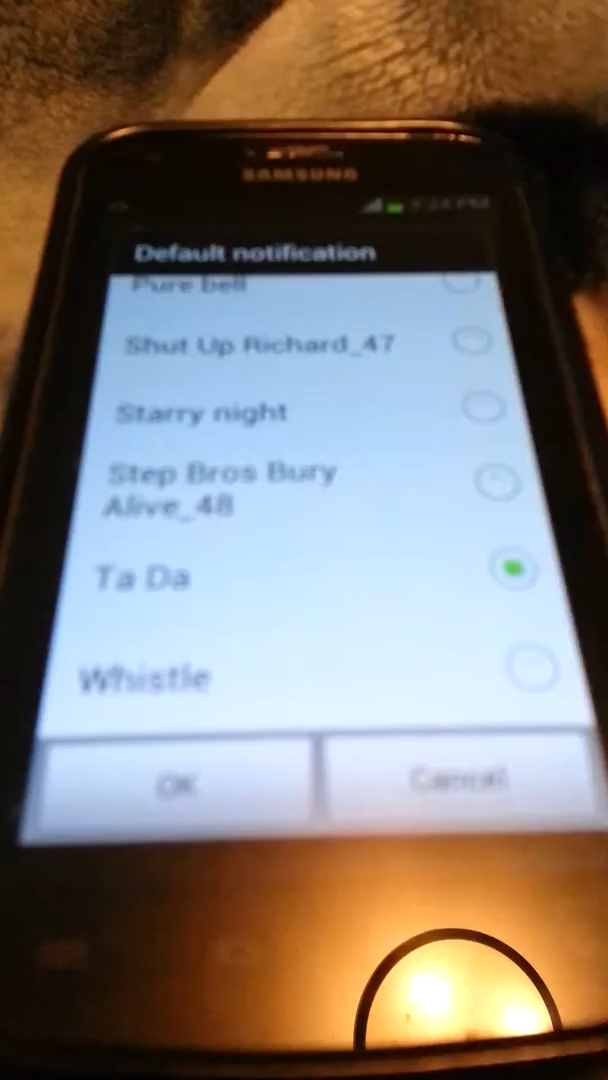 SAMSUNG
Default notification
Pure bell
Shut Up Richard_47
Starry night
Step Bros Bury
Alive_48
Ta Da
Whistle
OK
Cancel